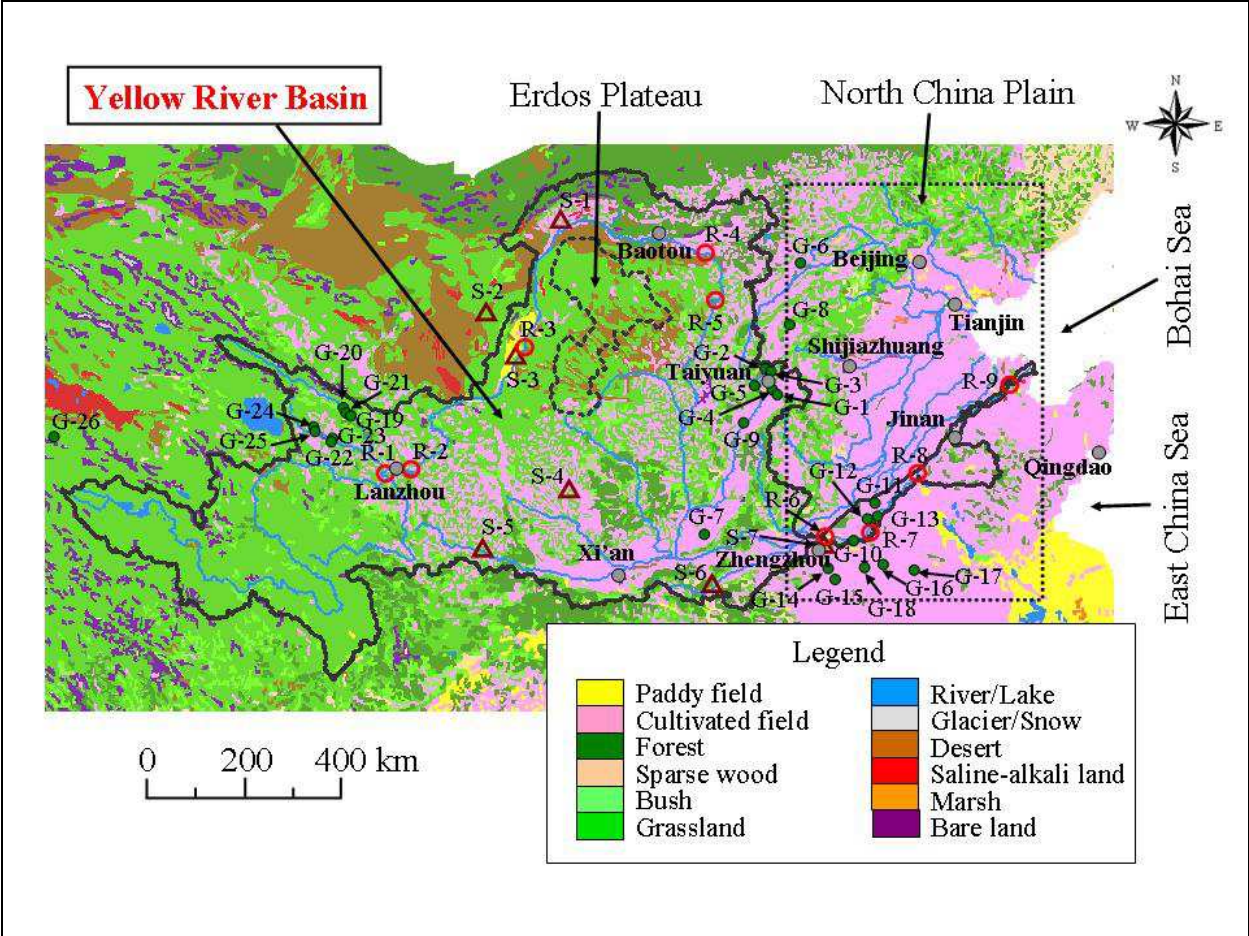 Yellow River Basin
Erdos Plateau
North China Plain
N
W
E
S
S-1
Baotou
R-4
G-6
Beijing
Bohai Sea
S-2
R-3
R-5
G-8
Tianjin
S-3
G-2
Shijiazhuang
Taiyuan
G-3
G-20
G-21
G-5
R-9
G-26
G-24
G-19
G-4
G-1
Jinan
G-25
G-23
G-9
G-22
R-1
R-2
G-12
R-8
Qingdao
East China Sea
Lanzhou
S-4
G-11
R-6
G-7
G-13
S-5
S-7
R-7
Xi'an
Zhengzhou
G-10
S-6
G-17
G-14
G-15
G-16
G-18
Legend
Paddy field
River/Lake
Cultivated field
Glacier/Snow
Forest
Desert
Sparse wood
Saline-alkali land
Bush
Marsh
Grassland
Bare land
0 200 400 km